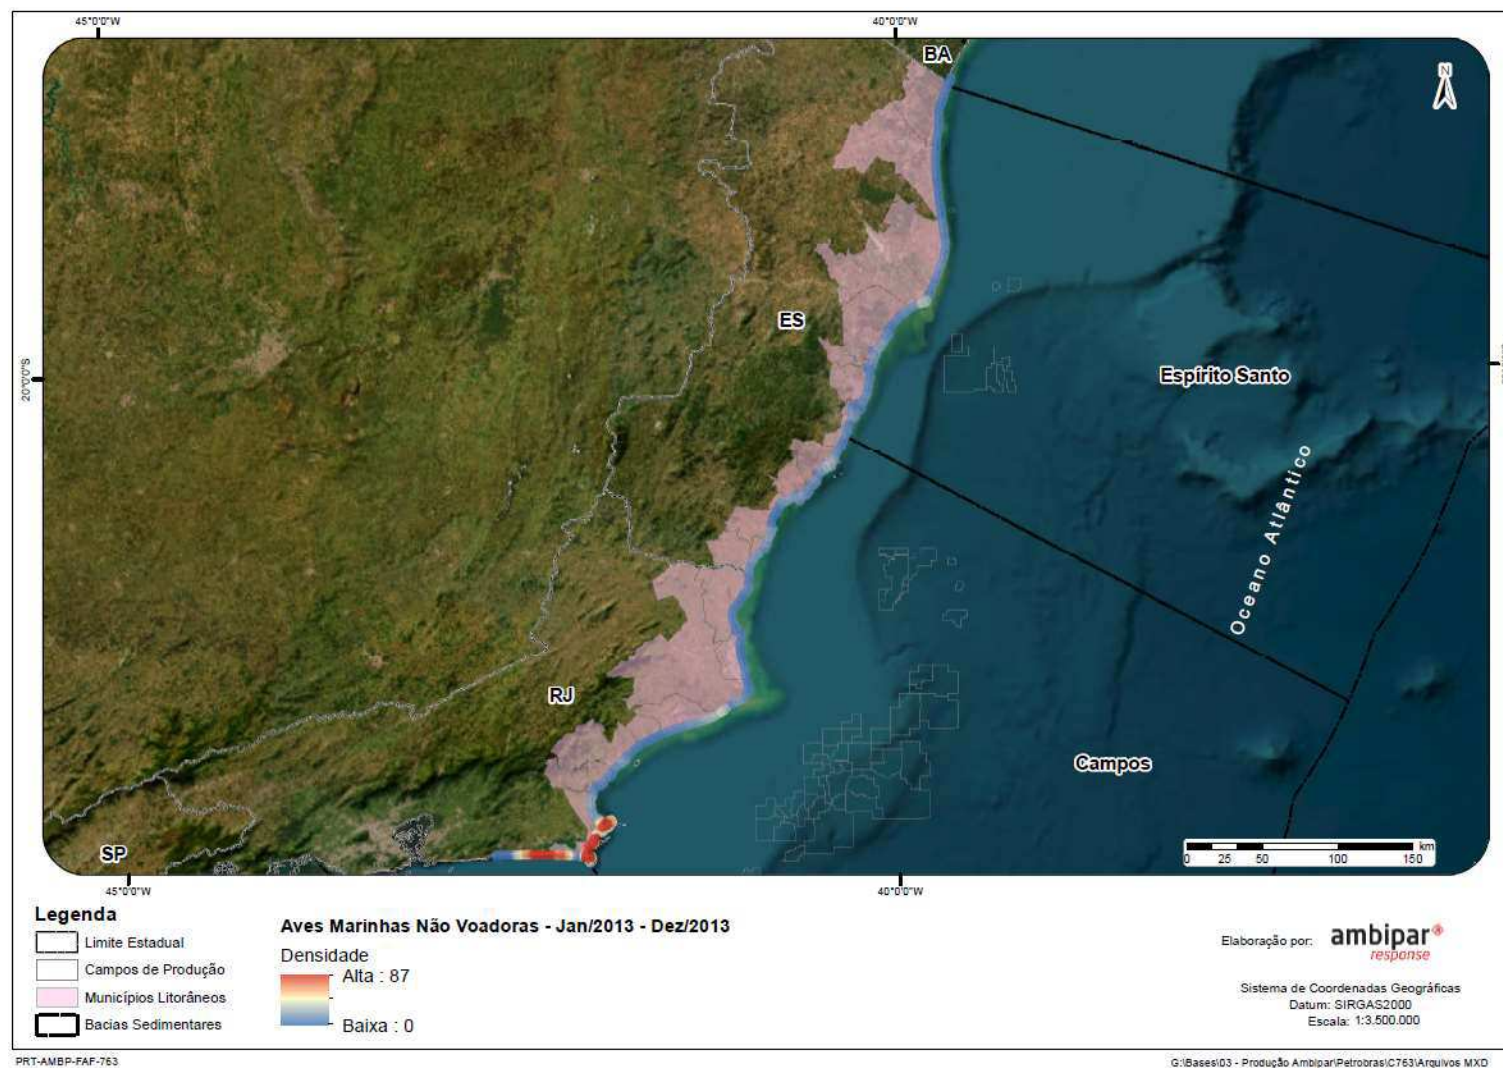 45°0'0"W
40°0'0"W
BA
N
ES
20°0'0"S
Espírito Santo
Oceano Atlântico
RJ
Campos
SP
km
0 25 50 100 150
45°0'0"W
40°0'0"W
Legenda
Limite Estadual
Campos de Produção
Municípios Litorâneos
Bacias Sedimentares
Aves Marinhas Não Voadoras - Jan/2013 - Dez/2013
Densidade
Alta : 87
Baixa : 0
Elaboração por:
ambipar
response
Sistema de Coordenadas Geográficas
Datum: SIRGAS2000
Escala: 1:3.500.000
PRT-AMBP-FAF-763
G:\Bases\03 - Produção Ambipar\Petrobras\C763\Arquivos MXD